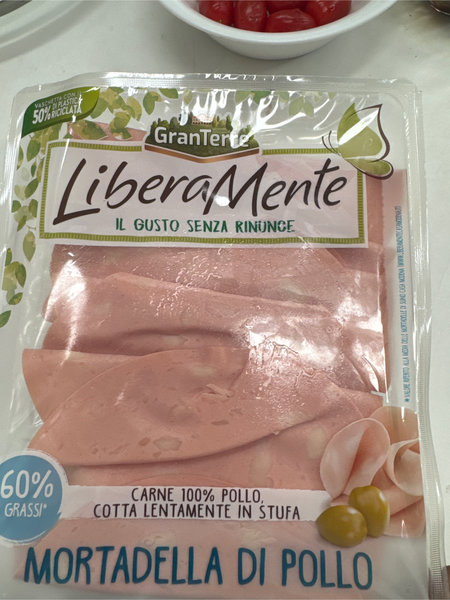 VASCHETTA CON
50% DI PLASTICA
RICICLATA
GranTerre
LiberaMente
IL GUSTO SENZA RINUNCE
60%
GRASSI*
CARNE 100% POLLO,
COTTA LENTAMENTE IN STUFA
MORTADELLA DI POLLO